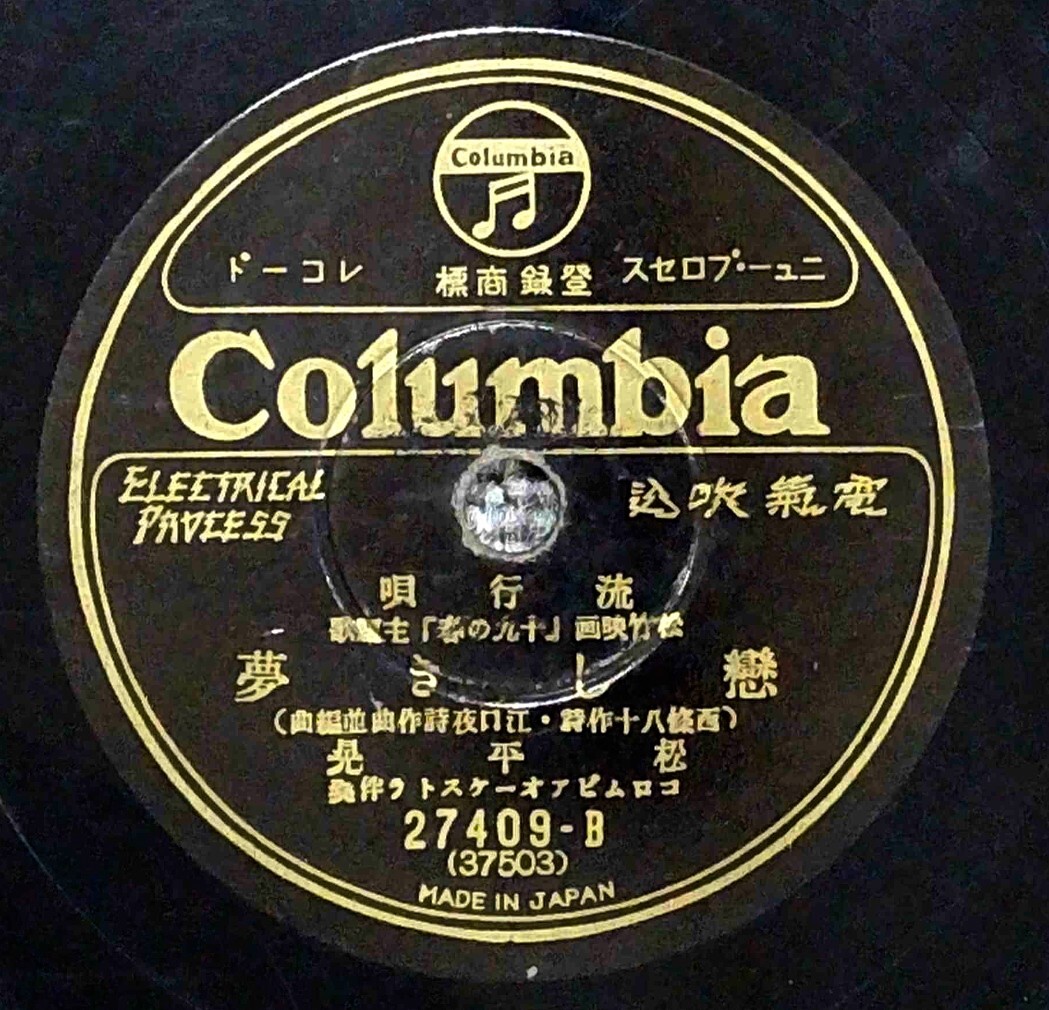 Columbia
ニュー・プロセス 登録商標 レコード
Columbia
ELECTRICAL
PROCESS
電氣吹込
流行唄
松竹映画「十九の春」主題歌
戀しき夢
(西條八十作詩・江口夜詩作曲並編曲)
松平晃
コロムビアオーケストラ伴奏
27409-B
(37503)
MADE IN JAPAN